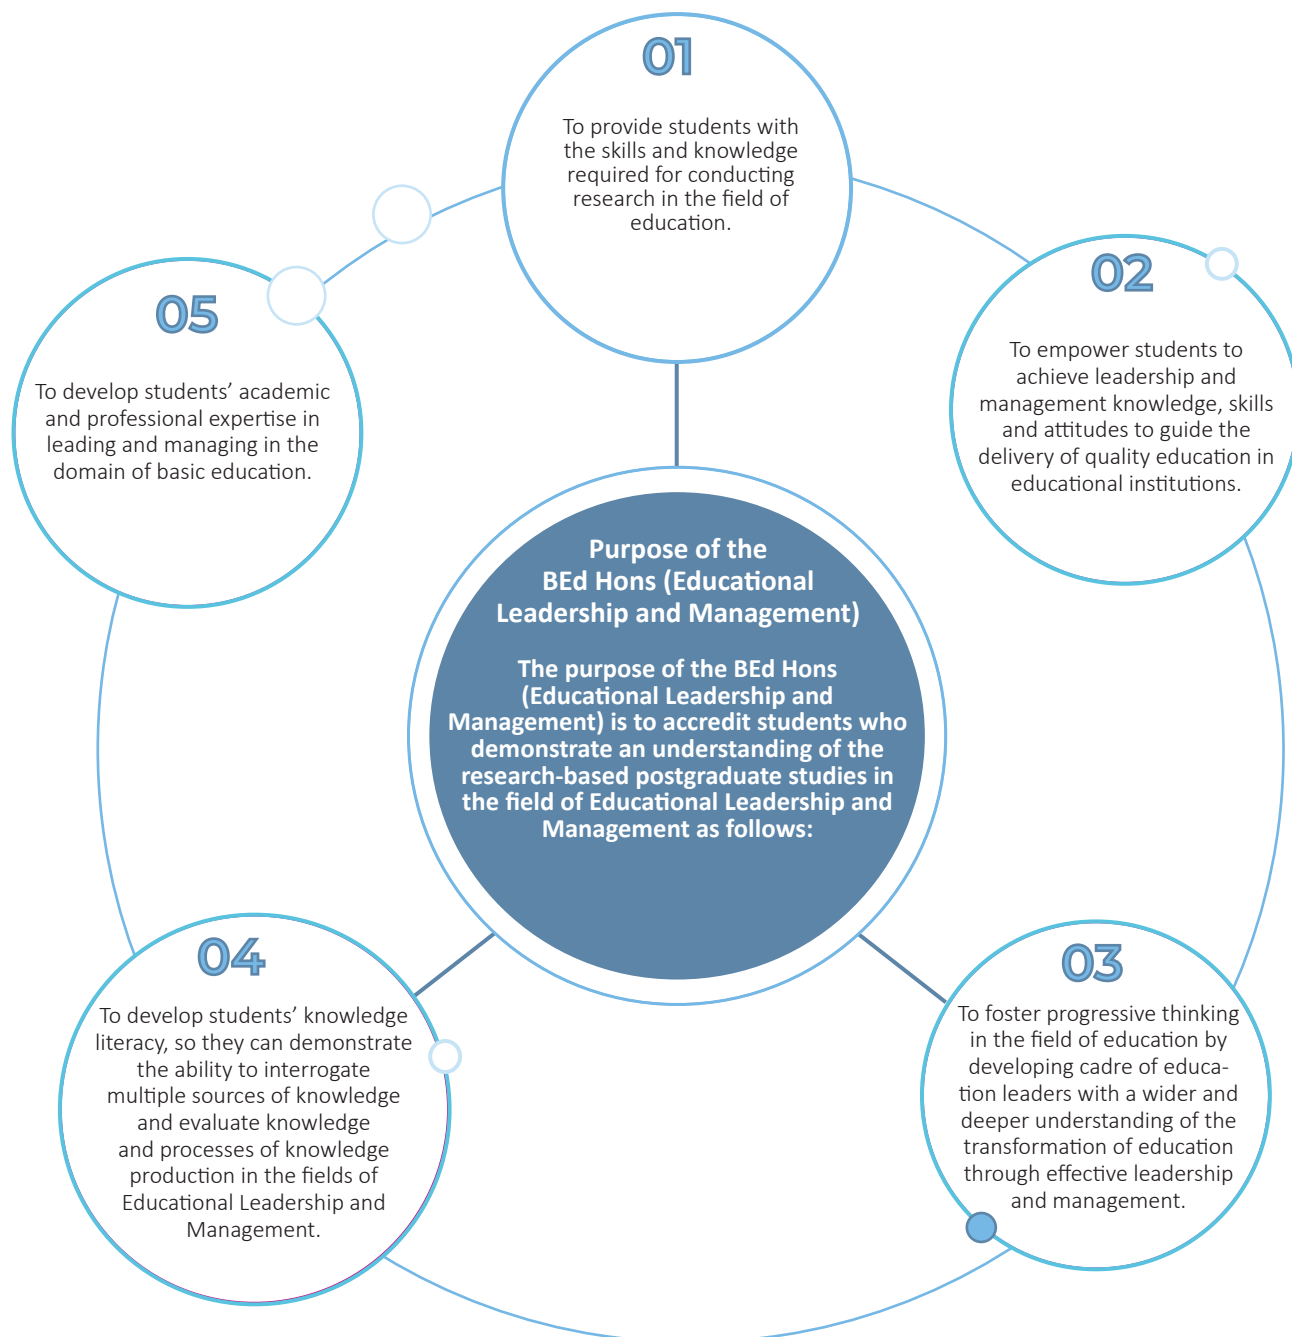 01
To provide students with
the skills and knowledge
required for conducting
research in the field of
education.
02
To empower students to
achieve leadership and
management knowledge, skills
and attitudes to guide the
delivery of quality education in
educational institutions.
05
To develop students’ academic
and professional expertise in
leading and managing in the
domain of basic education.
Purpose of the
BEd Hons (Educational
Leadership and Management)
The purpose of the BEd Hons
(Educational Leadership and
Management) is to accredit students who
demonstrate an understanding of the
research-based postgraduate studies in
the field of Educational Leadership and
Management as follows:
04
To develop students’ knowledge
literacy, so they can demonstrate
the ability to interrogate
multiple sources of knowledge
and evaluate knowledge
and processes of knowledge
production in the fields of
Educational Leadership and
Management.
03
To foster progressive thinking
in the field of education by
developing cadre of educa-
tion leaders with a wider and
deeper understanding of the
transformation of education
through effective leadership
and management.